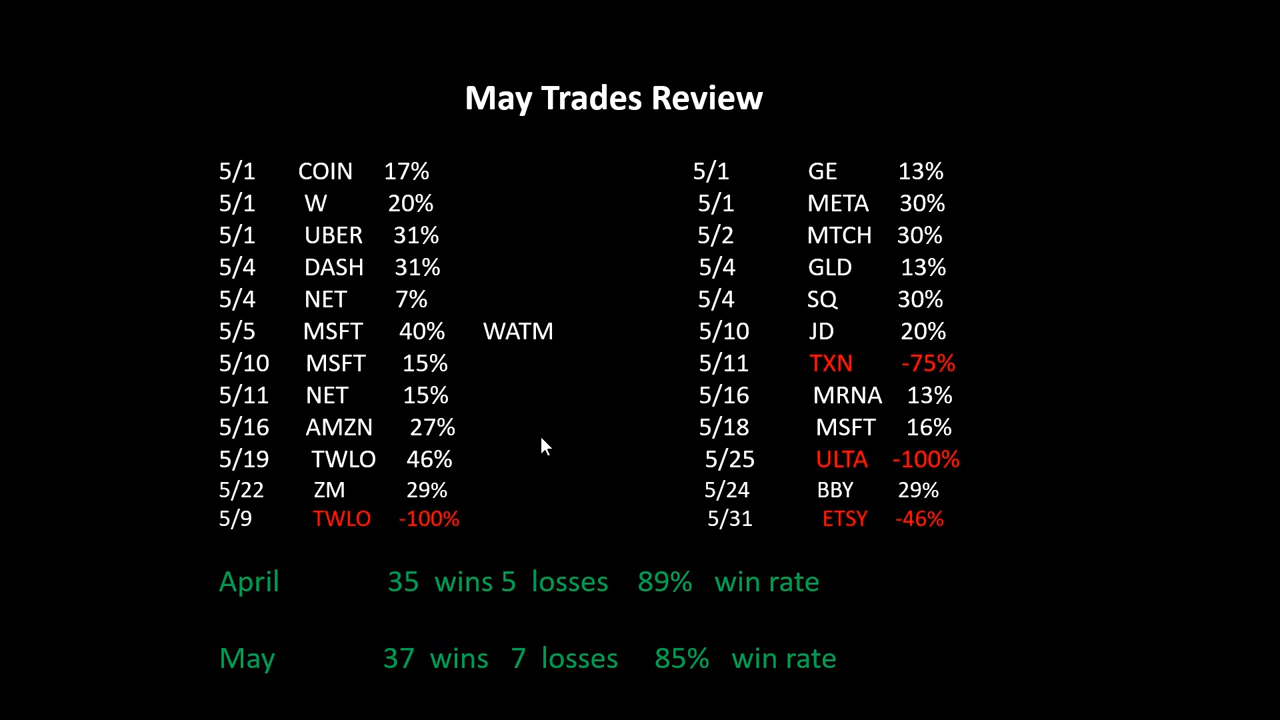 May Trades Review
5/1 COIN 17% 5/1 GE 13%
5/1 W 20% 5/1 META 30%
5/1 UBER 31% 5/2 MTCH 30%
5/4 DASH 31% 5/4 GLD 13%
5/4 NET 7% 5/4 SQ 30%
5/5 MSFT 40% WATM 5/10 JD 20%
5/10 MSFT 15% 5/11 TXN -75%
5/11 NET 15% 5/16 MRNA 13%
5/16 AMZN 27% 5/18 MSFT 16%
5/19 TWLO 46% 5/25 ULTA -100%
5/22 ZM 29% 5/24 BBY 29%
5/9 TWLO -100% 5/31 ETSY -46%
April 35 wins 5 losses 89% win rate
May 37 wins 7 losses 85% win rate